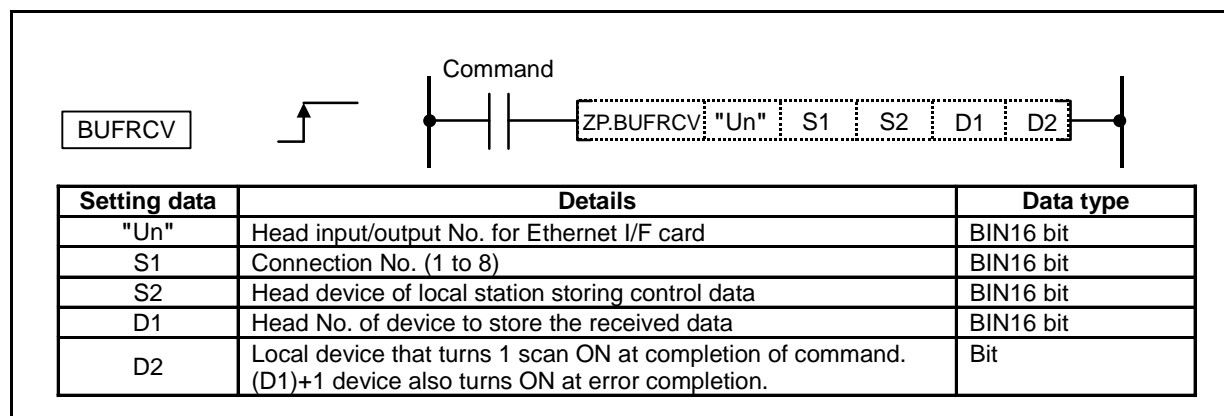 Command
BUFRCV
ZP.BUFRCV "Un" S1 S2 D1 D2
Setting data Details Data type
"Un" Head input/output No. for Ethernet I/F card BIN16 bit
S1 Connection No. (1 to 8) BIN16 bit
S2 Head device of local station storing control data BIN16 bit
D1 Head No. of device to store the received data BIN16 bit
D2 Local device that turns 1 scan ON at completion of command. Bit
(D1)+1 device also turns ON at error completion.